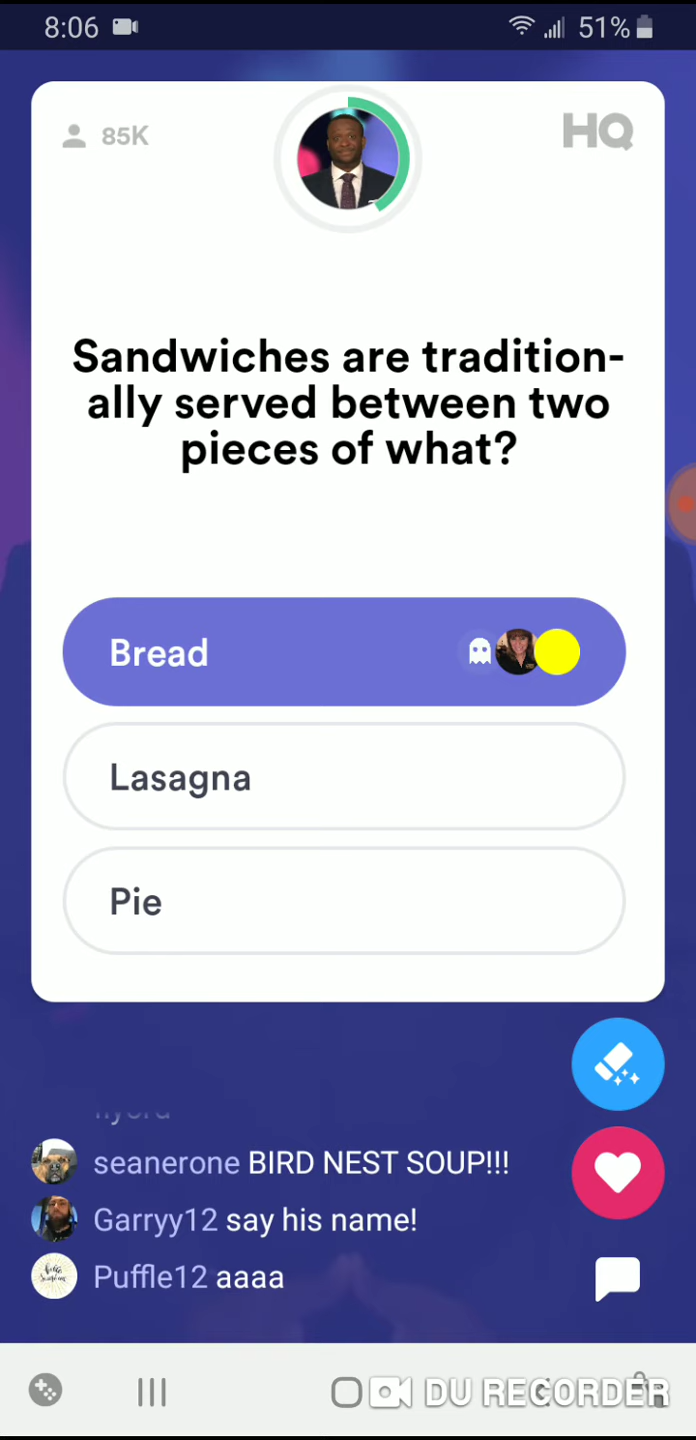 8:06 51%
85K HQ
Sandwiches are tradition-
ally served between two
pieces of what?
Bread
Lasagna
Pie
seanerone BIRD NEST SOUP!!!
Garryy12 say his name!
Puffle12 aaaa
DU RECORDER